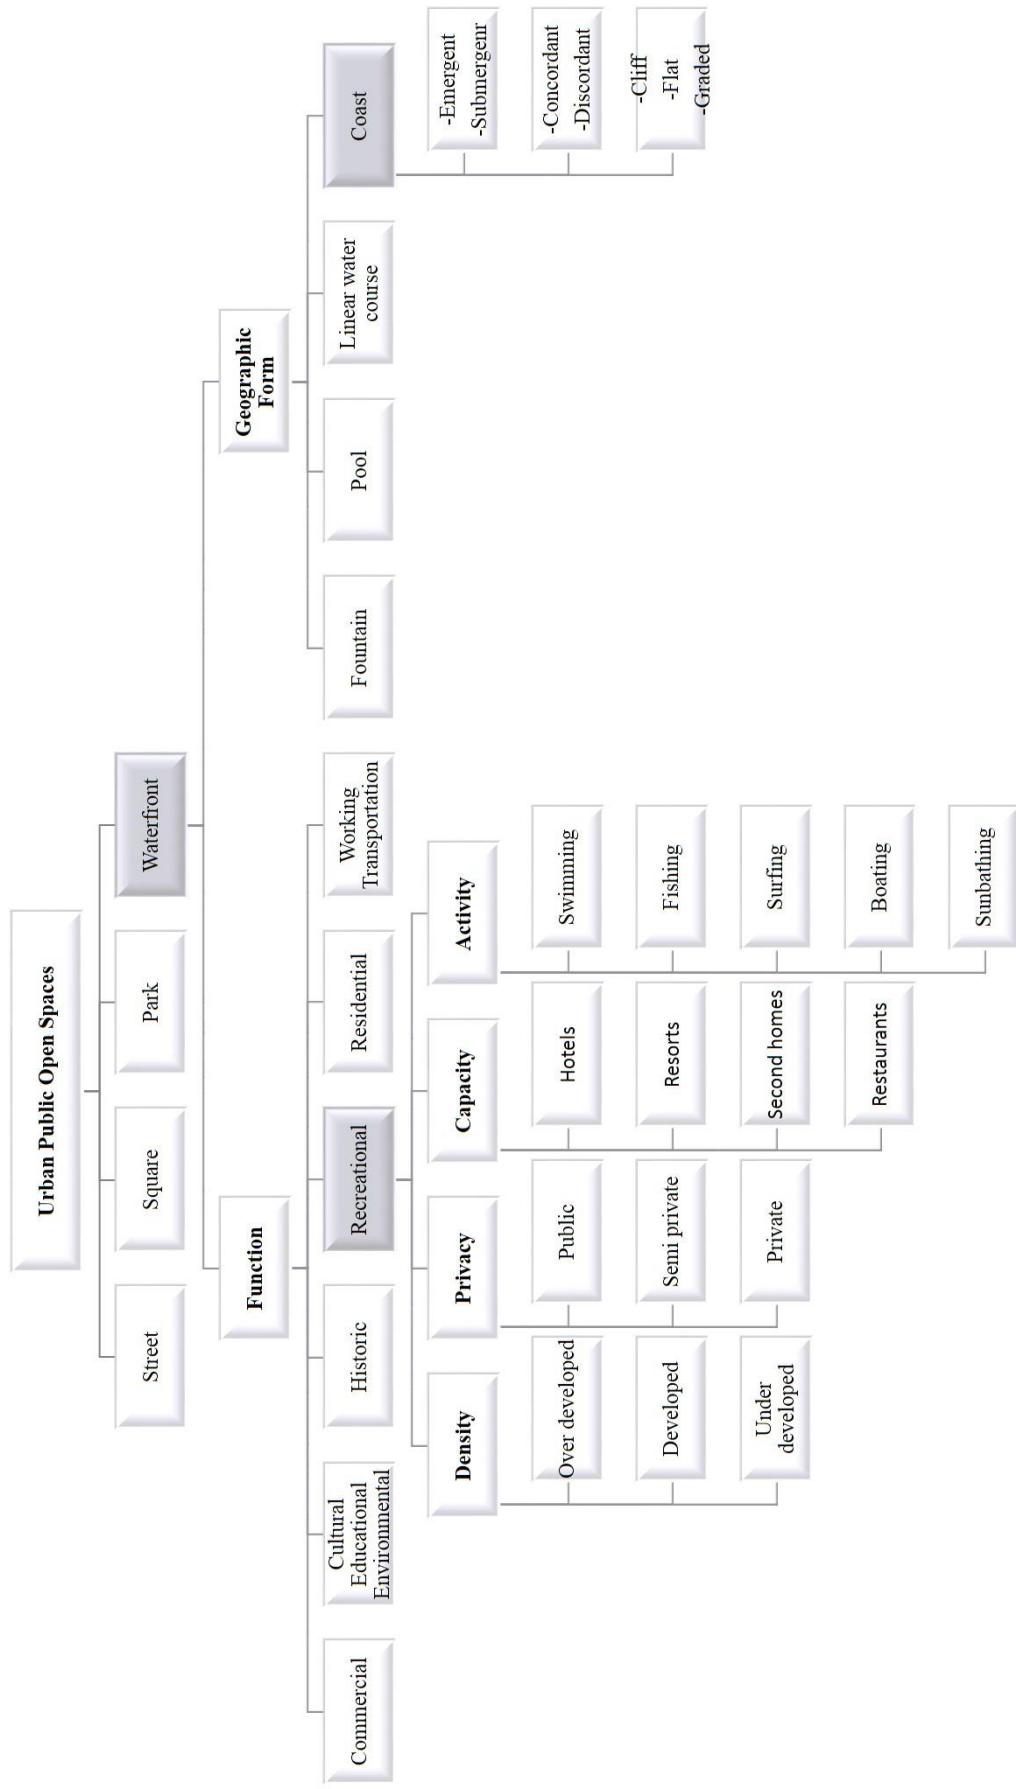 Urban Public Open Spaces
Street
Square
Park
Waterfront
Function
Geographic
Form
Commercial
Cultural
Educational
Environmental
Historic
Recreational
Residential
Working
Transportation
Fountain
Pool
Linear water
course
Coast
Density
Privacy
Capacity
Activity
-Emergent
-Submergenr
Over developed
Public
Hotels
Swimming
-Concordant
-Discordant
Developed
Semi private
Resorts
Fishing
-Cliff
-Flat
-Graded
Under
developed
Private
Second homes
Surfing
Restaurants
Boating
Sunbathing